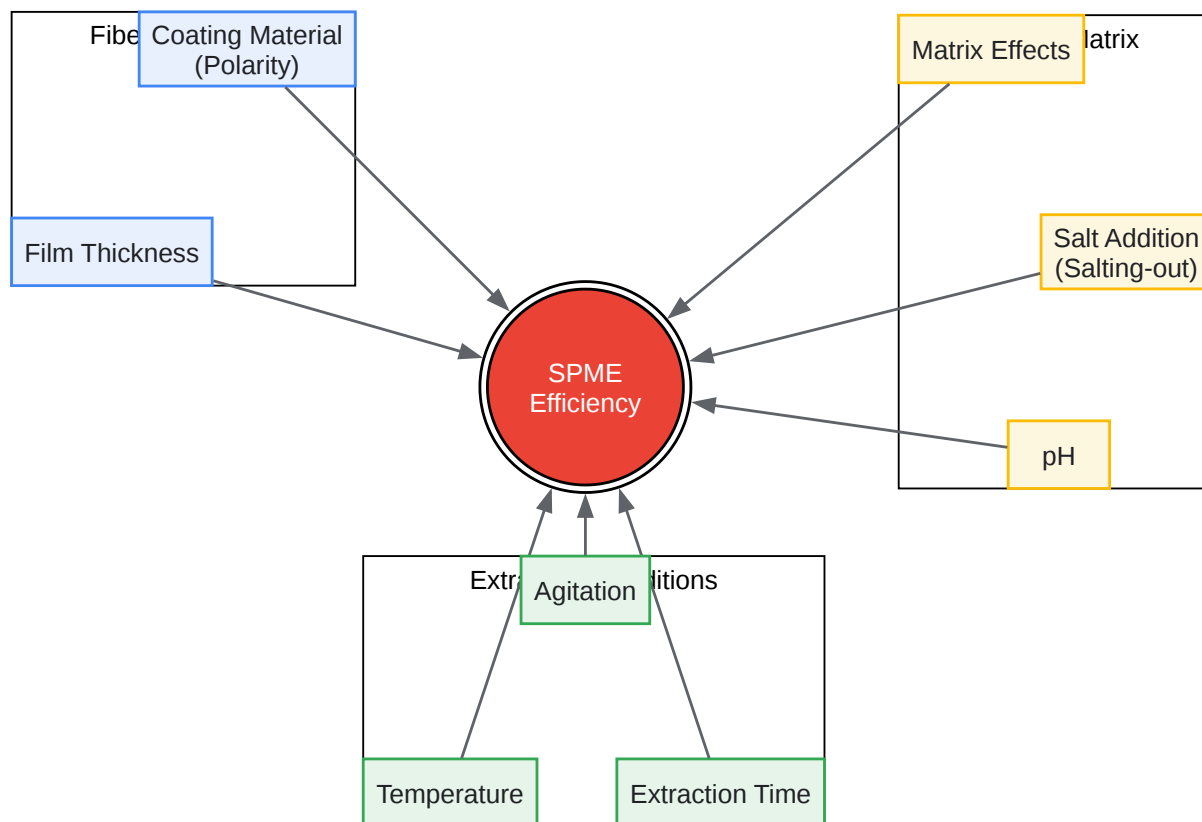 Coating Material
(Polarity)
Film Thickness
Matrix Effects
Salt Addition
(Salting-out)
pH
SPME
Efficiency
Agitation
Temperature
Extraction Time